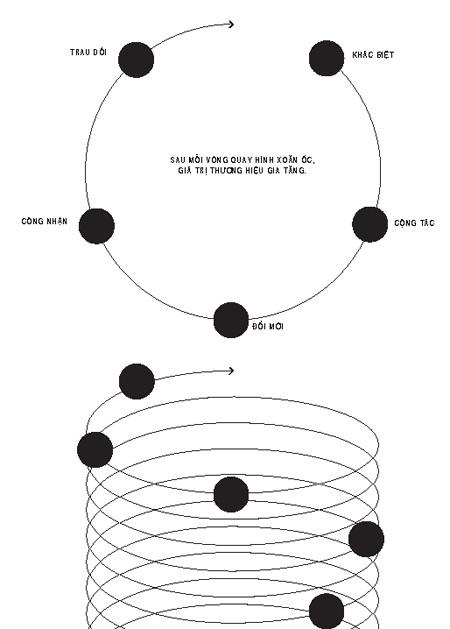 TRAU DỒI
KHÁC BIỆT
SAU MỖI VÒNG QUAY HÌNH XOẮN ỐC,
GIÁ TRỊ THƯƠNG HIỆU GIA TĂNG.
CÔNG NHẬN
CỘNG TÁC
ĐỔI MỚI